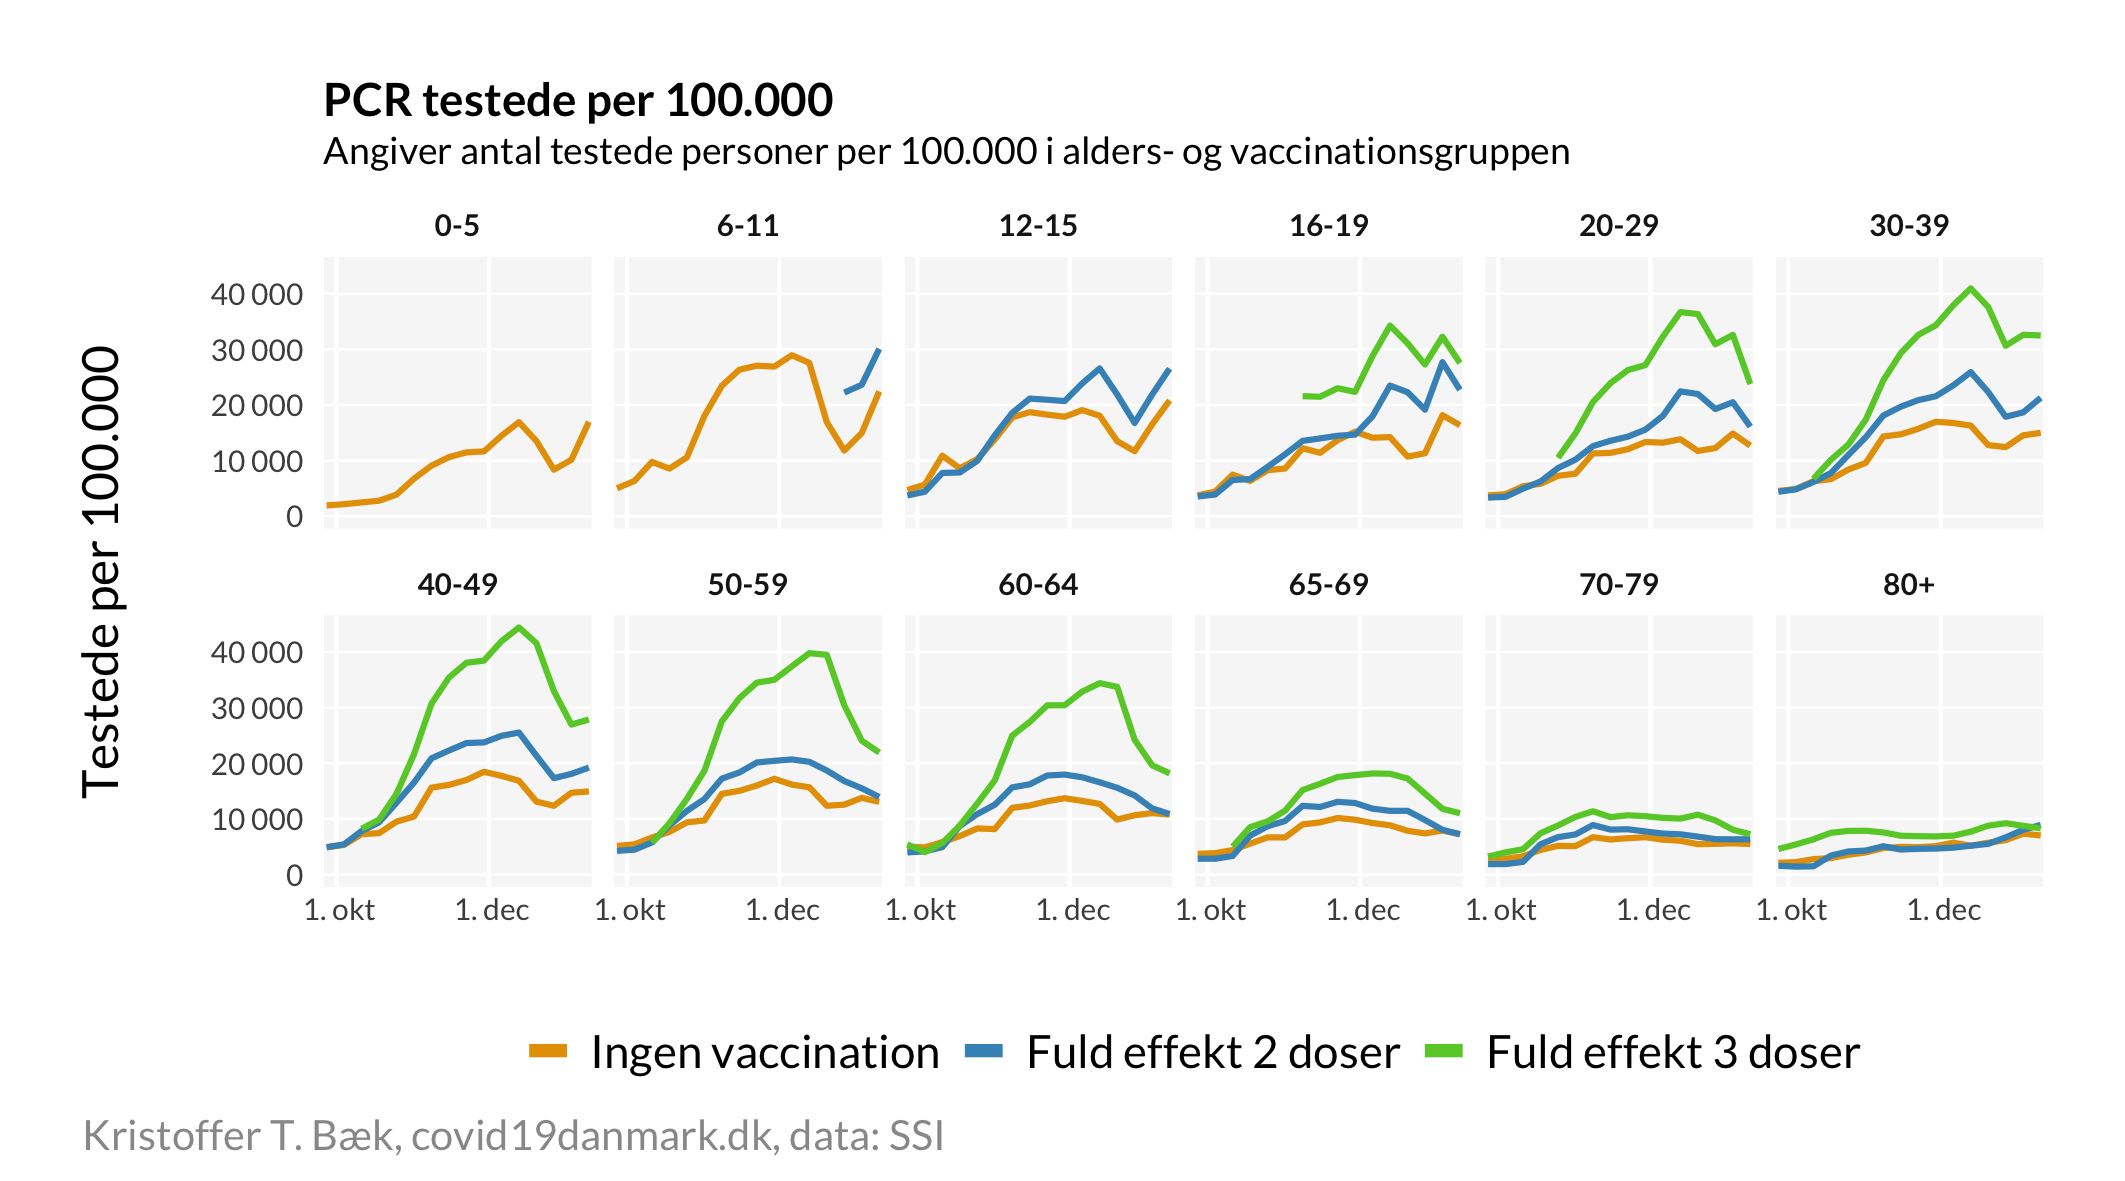 PCR testede per 100.000
Angiver antal testede personer per 100.000 i alders- og vaccinationsgruppen
Testede per 100.000
0-5
6-11
12-15
16-19
20-29
30-39
40 000
30 000
20 000
10 000
0
40-49
50-59
60-64
65-69
70-79
80+
40 000
30 000
20 000
10 000
0
1. okt
1. dec
1. okt
1. dec
1. okt
1. dec
1. okt
1. dec
1. okt
1. dec
1. okt
1. dec
Ingen vaccination
Fuld effekt 2 doser
Fuld effekt 3 doser
Kristoffer T. Bæk, covid19danmark.dk, data: SSI